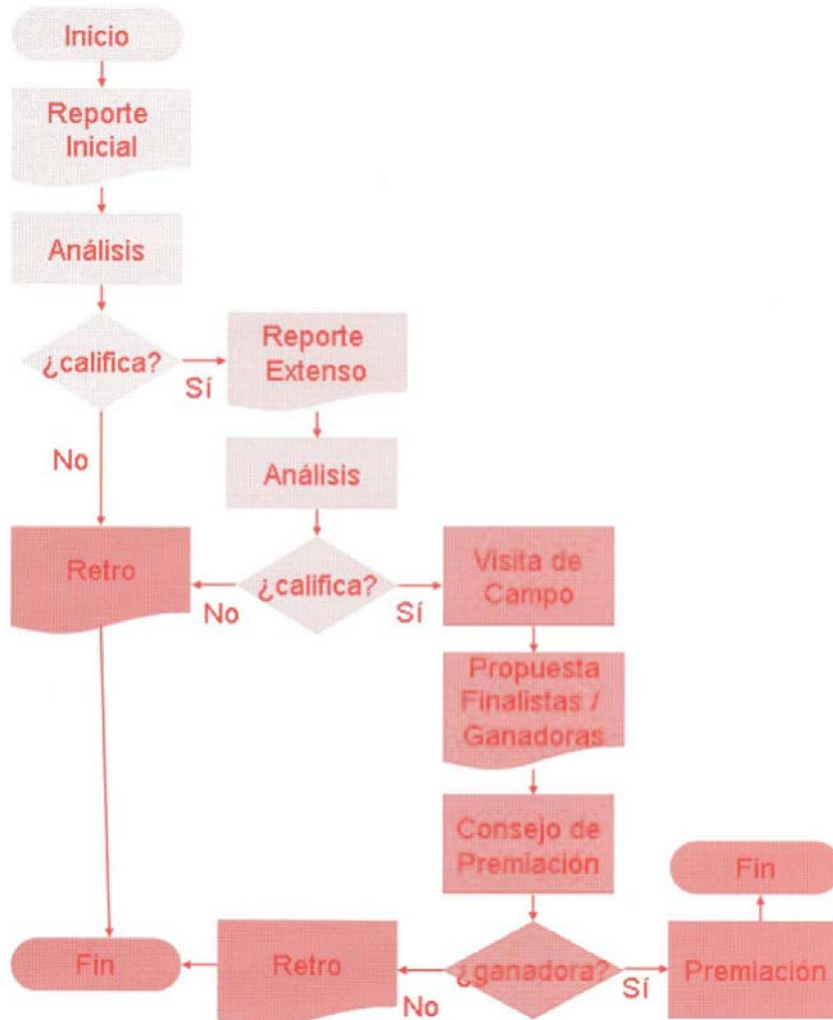 Inicio
Reporte
Inicial
Análisis
¿califica?
Sí
No
Reporte
Extenso
Análisis
¿califica?
No
Sí
Retro
Visita de
Campo
Propuesta
Finalistas /
Ganadoras
Consejo de
Premiación
¿ganadora?
No
Sí
Retro
Fin
Premiación
Fin